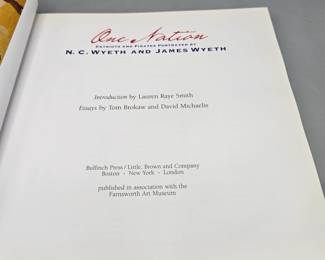 One Nation
PATRIOTS AND PIRATES PORTRAYED BY
N. C. WYETH AND JAMES WYETH
Introduction by Lauren Raye Smith
Essays by Tom Brokaw and David Michaelis
Bulfinch Press / Little, Brown and Company
Boston • New York • London
published in association with the
Farnsworth Art Museum